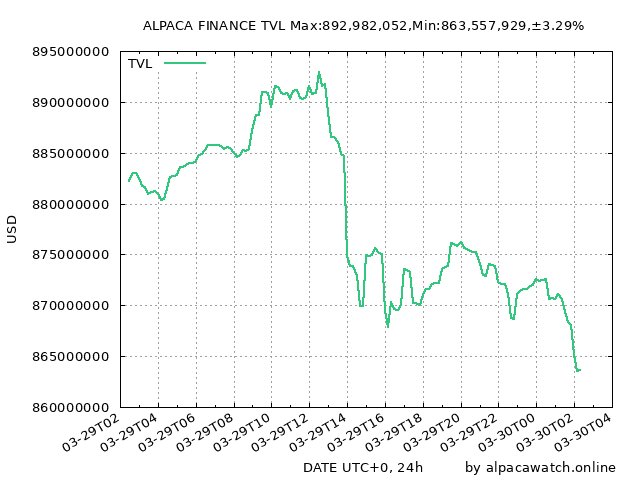 ALPACA FINANCE TVL Max:892,982,052,Min:863,557,929,±3.29%
895000000
TVL
890000000
885000000
880000000
USD
875000000
870000000
865000000
860000000
03-29T02 03-29T04 03-29T06 03-29T08 03-29T10 03-29T12 03-29T14 03-29T16 03-29T18 03-29T20 03-29T22 03-30T00 03-30T02 03-30T04
DATE UTC+0, 24h by alpacawatch.online